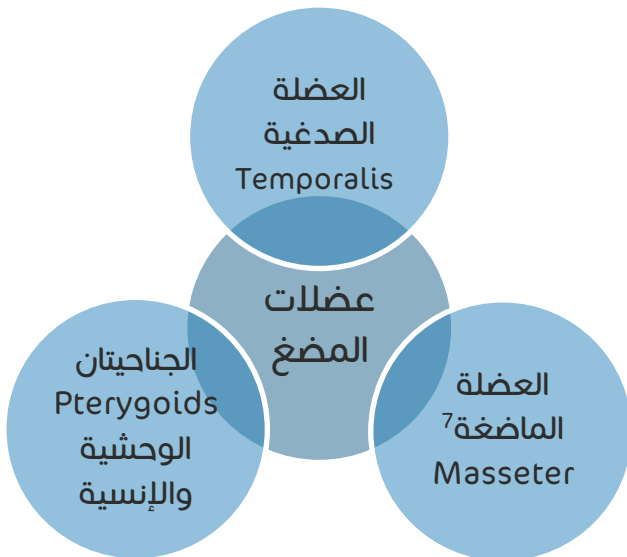 العضلة
الصدغية
Temporalis
عضلات
المضغ
الجناحيتان
Pterygoids
الوحشية
والإنسية
العضلة
الماضغة⁷
Masseter